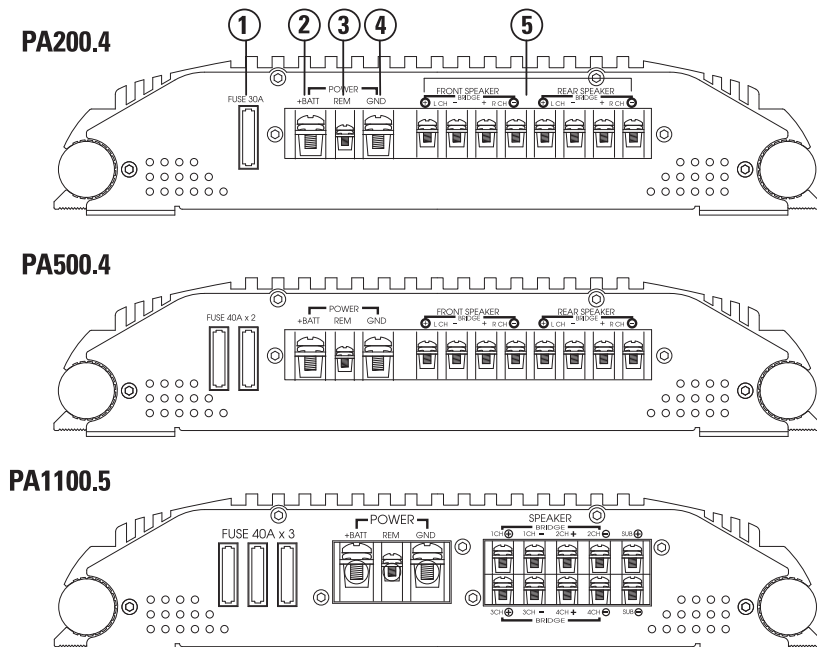 PA200.4
1 2 3 4 5
FUSE 30A
POWER
+BATT REM GND
FRONT SPEAKER
BRIDGE
⊕ L CH - + R CH ⊖
REAR SPEAKER
BRIDGE
⊕ L CH - + R CH ⊖
PA500.4
FUSE 40A x 2
POWER
+BATT REM GND
FRONT SPEAKER
BRIDGE
⊕ L CH - + R CH ⊖
REAR SPEAKER
BRIDGE
⊕ L CH - + R CH ⊖
PA1100.5
FUSE 40A x 3
POWER
+BATT REM GND
SPEAKER
BRIDGE
1CH ⊕ 1CH - 2CH + 2CH ⊖ SUB ⊕
3CH ⊕ 3CH - 4CH + 4CH ⊖ SUB ⊖
BRIDGE